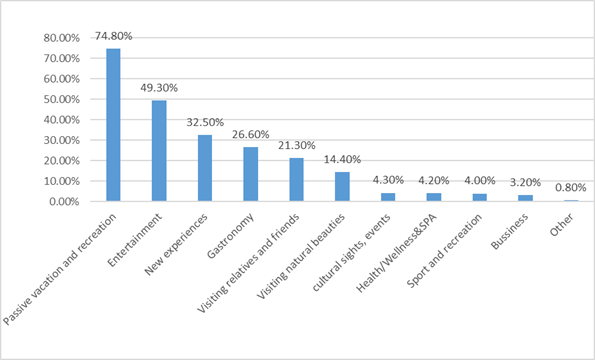 80.00%
70.00%
60.00%
50.00%
40.00%
30.00%
20.00%
10.00%
0.00%
74.80%
49.30%
32.50%
26.60%
21.30%
14.40%
4.30%
4.20%
4.00%
3.20%
0.80%
Passive vacation and recreation
Entertainment
New experiences
Gastronomy
Visiting relatives and friends
Visiting natural beauties
cultural sights, events
Health/Wellness&SPA
Sport and recreation
Bussiness
Other